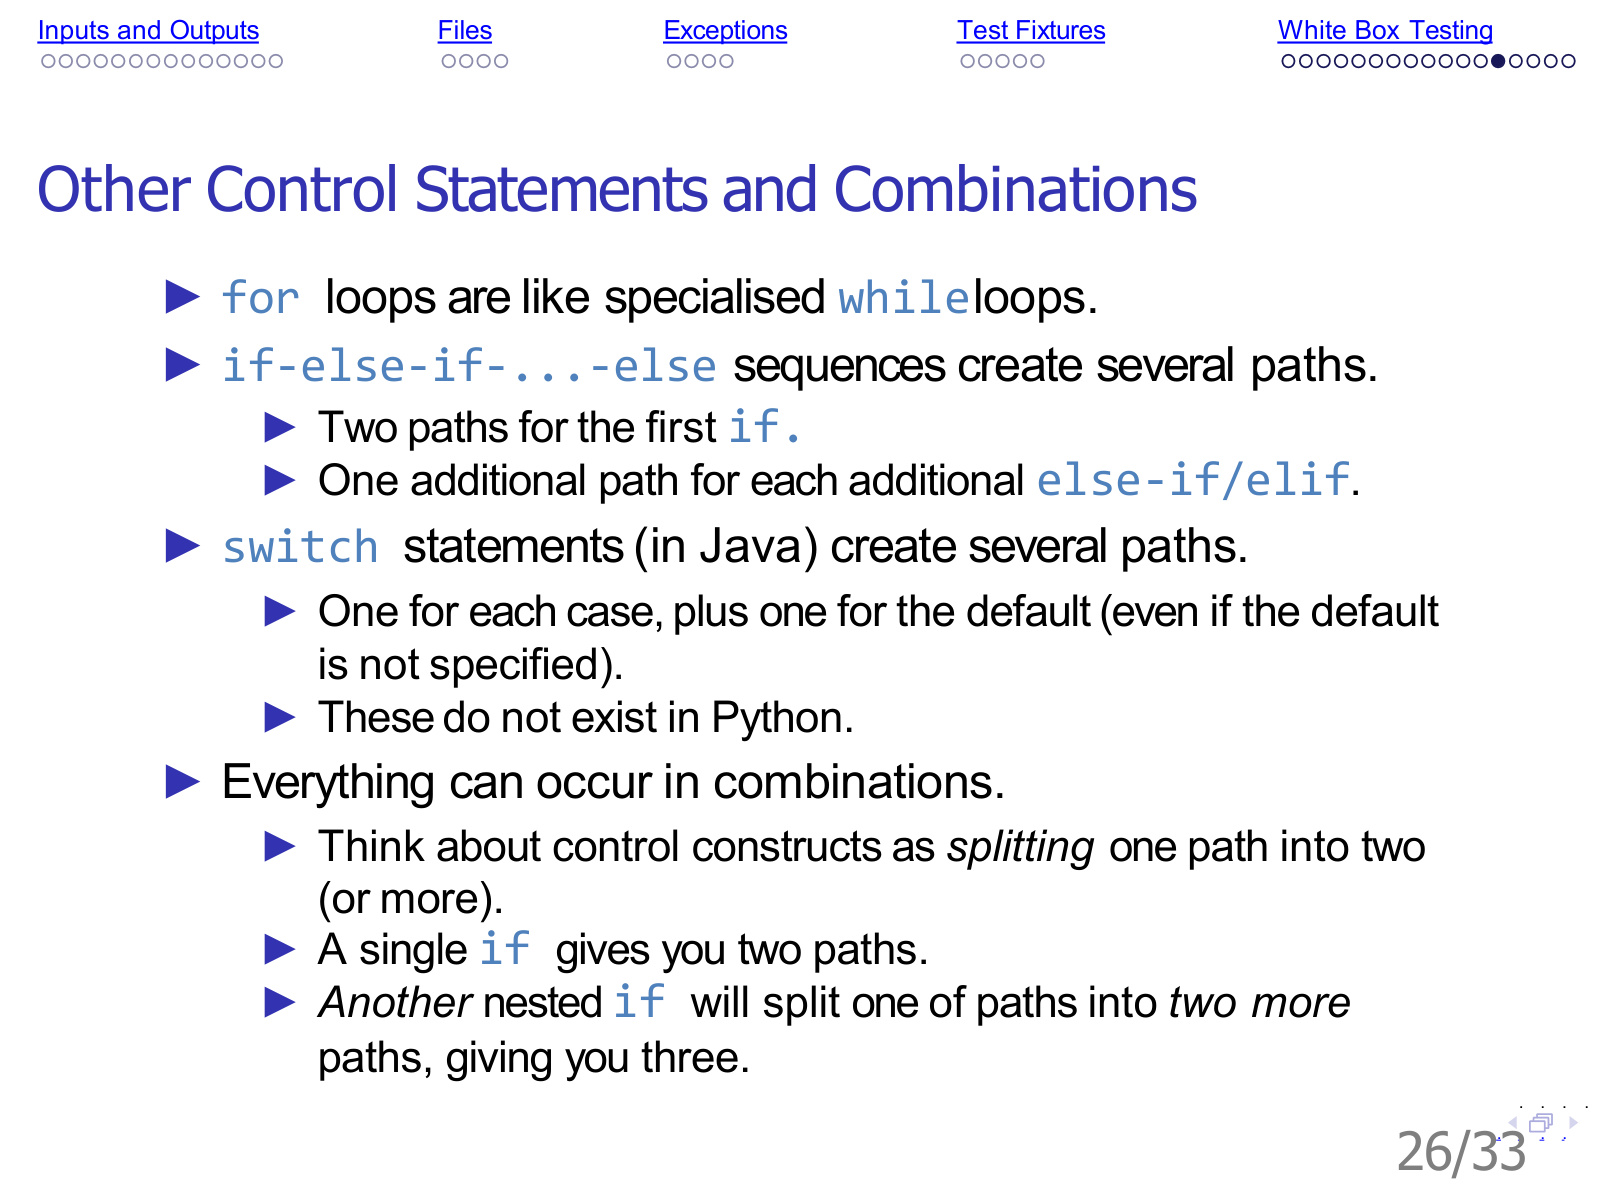 Inputs and Outputs Files Exceptions Test Fixtures White Box Testing
Other Control Statements and Combinations
for loops are like specialised while loops.
if-else-if-...-else sequences create several paths.
Two paths for the first if.
One additional path for each additional else-if/elif.
switch statements (in Java) create several paths.
One for each case, plus one for the default (even if the default
is not specified).
These do not exist in Python.
Everything can occur in combinations.
Think about control constructs as splitting one path into two
(or more).
A single if gives you two paths.
Another nested if will split one of paths into two more
paths, giving you three.
26/33